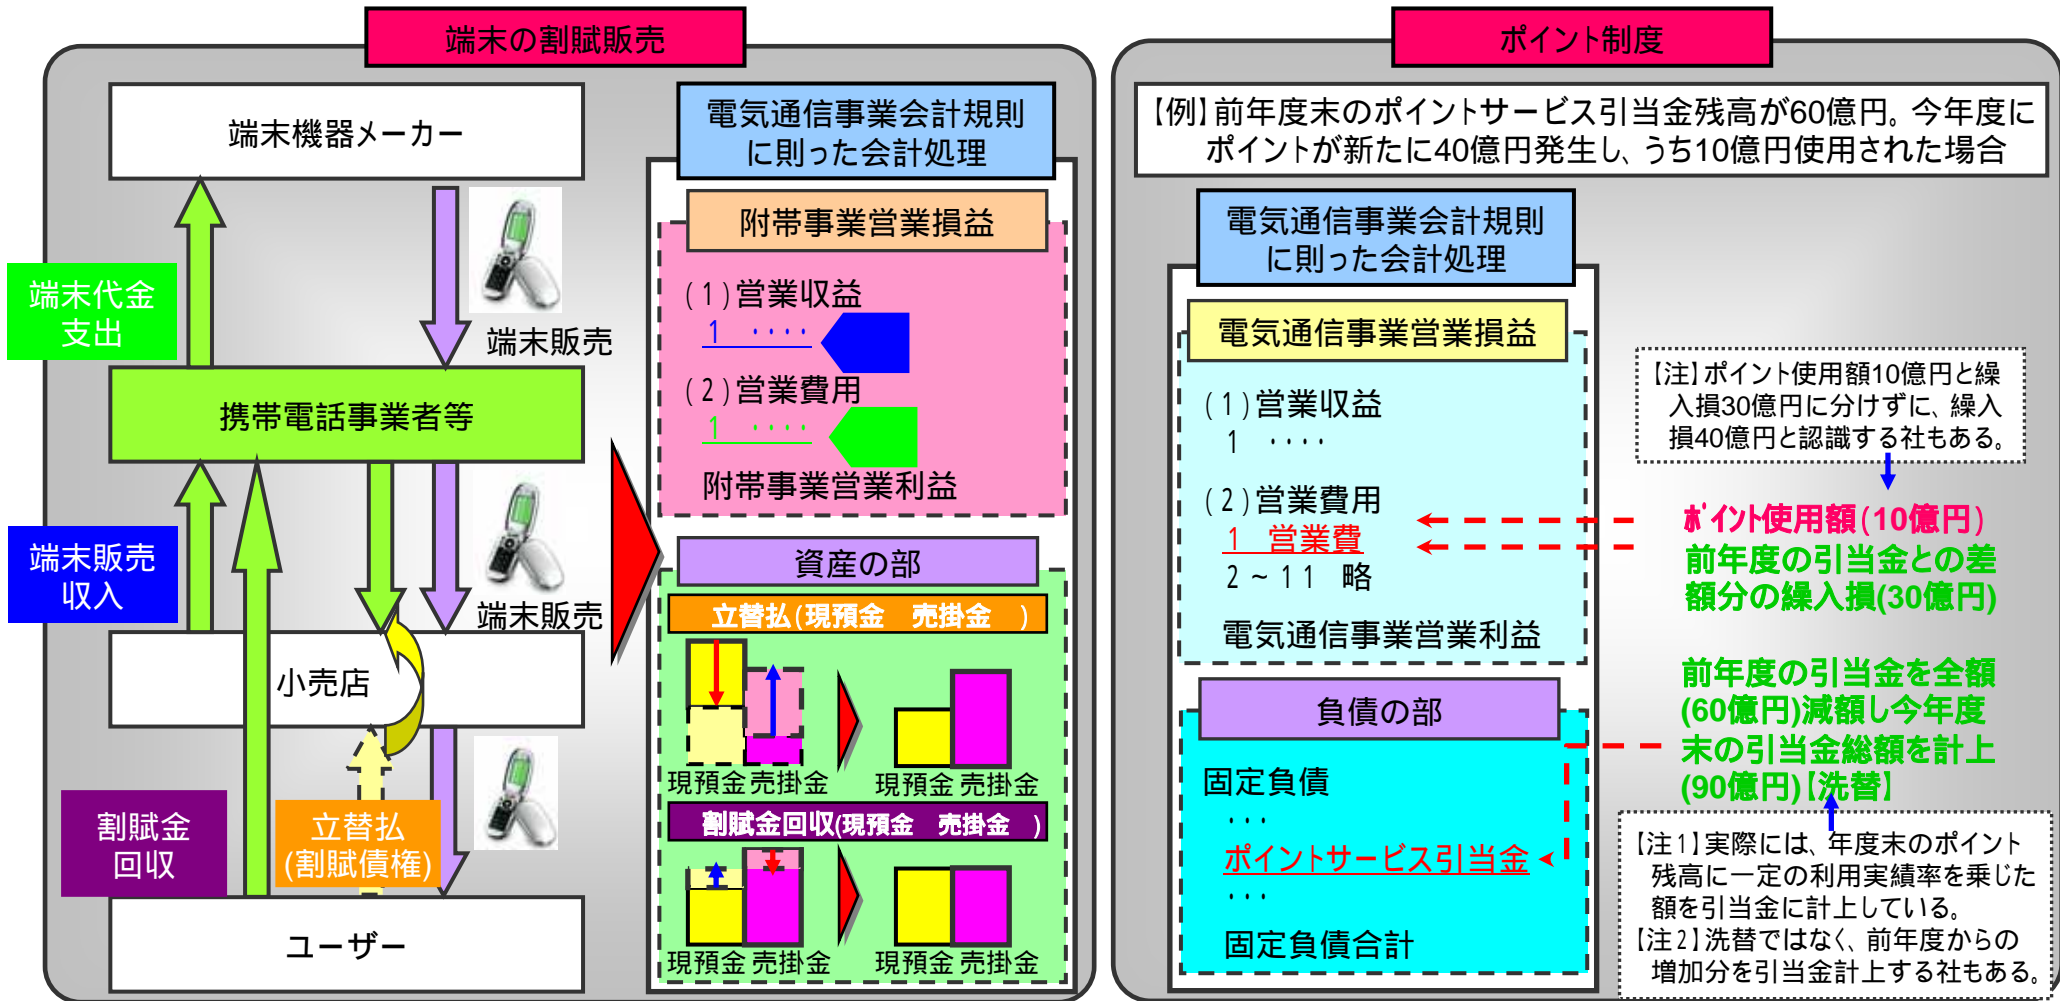 端末の割賦販売
端末機器メーカー
端末代金
支出
端末販売
携帯電話事業者等
端末販売
収入
端末販売
小売店
割賦金
回収
立替払
(割賦債権)
ユーザー
電気通信事業会計規則
に則った会計処理
附帯事業営業損益
(1)営業収益
1 ････
(2)営業費用
1 ････
附帯事業営業利益
資産の部
立替払(現預金 売掛金 )
現預金 売掛金 現預金 売掛金
割賦金回収(現預金 売掛金 )
現預金 売掛金 現預金 売掛金
ポイント制度
【例】前年度末のポイントサービス引当金残高が60億円。今年度に
ポイントが新たに40億円発生し、うち10億円使用された場合
電気通信事業会計規則
に則った会計処理
電気通信事業営業損益
(1)営業収益
1 ････
(2)営業費用
1 営業費
2~11 略
電気通信事業営業利益
負債の部
固定負債
･･･
ポイントサービス引当金
･･･
固定負債合計
【注】ポイント使用額10億円と繰
入損30億円に分けずに、繰入
損40億円と認識する社もある。
ﾎﾟイント使用額(10億円)
前年度の引当金との差
額分の繰入損(30億円)
前年度の引当金を全額
(60億円)減額し今年度
末の引当金総額を計上
(90億円)【洗替】
【注1】実際には、年度末のポイント
残高に一定の利用実績率を乗じた
額を引当金に計上している。
【注2】洗替ではなく、前年度からの
増加分を引当金計上する社もある。